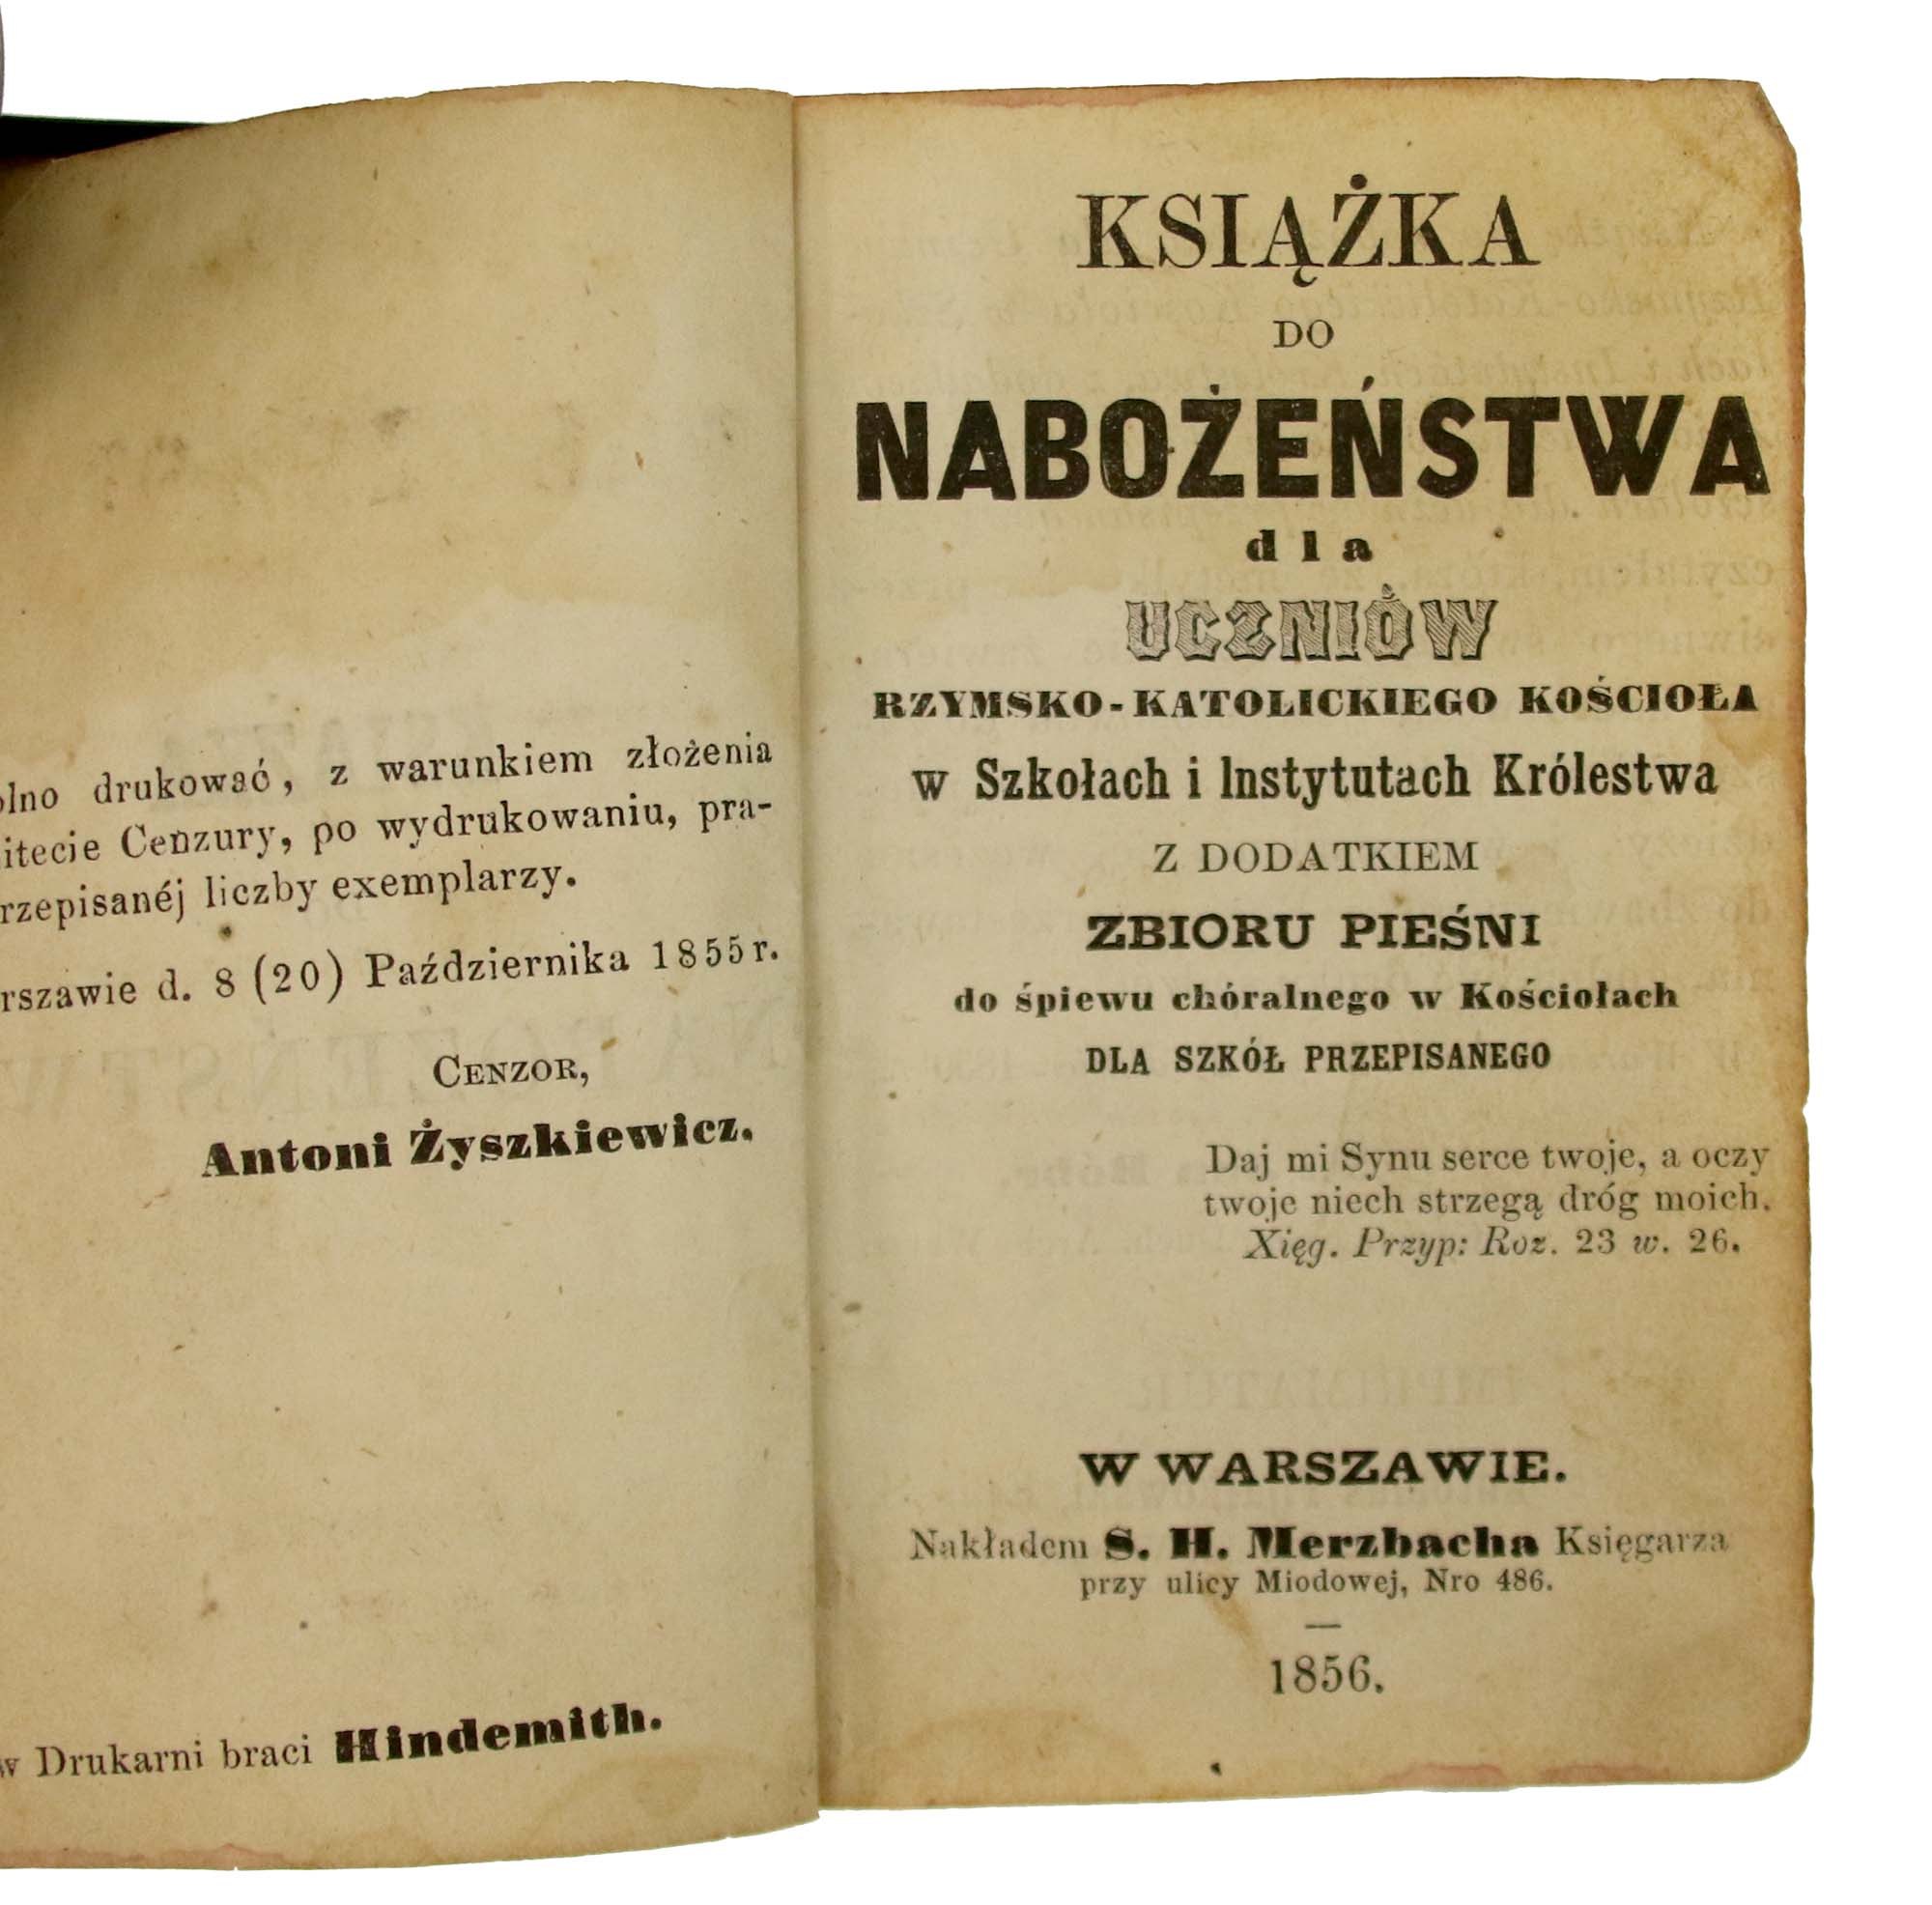 olno drukować, z warunkiem złożenia
itecie Cenzury, po wydrukowaniu, pra-
rzepisanéj liczby exemplarzy.
rszawie d. 8 (20) Października 1855 r.
CENZOR,
Antoni Żyszkiewicz.
w Drukarni braci Hindemith.
KSIĄŻKA
DO
NABOŻEŃSTWA
dla
UCZNIÓW
RZYMSKO-KATOLICKIEGO KOŚCIOŁA
w Szkołach i Instytutach Królestwa
Z DODATKIEM
ZBIORU PIEŚNI
do śpiewu chóralnego w Kościołach
DLA SZKÓŁ PRZEPISANEGO
Daj mi Synu serce twoje, a oczy
twoje niech strzegą dróg moich.
Xięg. Przyp: Roz. 23 w. 26.
W WARSZAWIE.
Nakładem S. H. Merzbacha Księgarza
przy ulicy Miodowej, Nro 486.
1856.